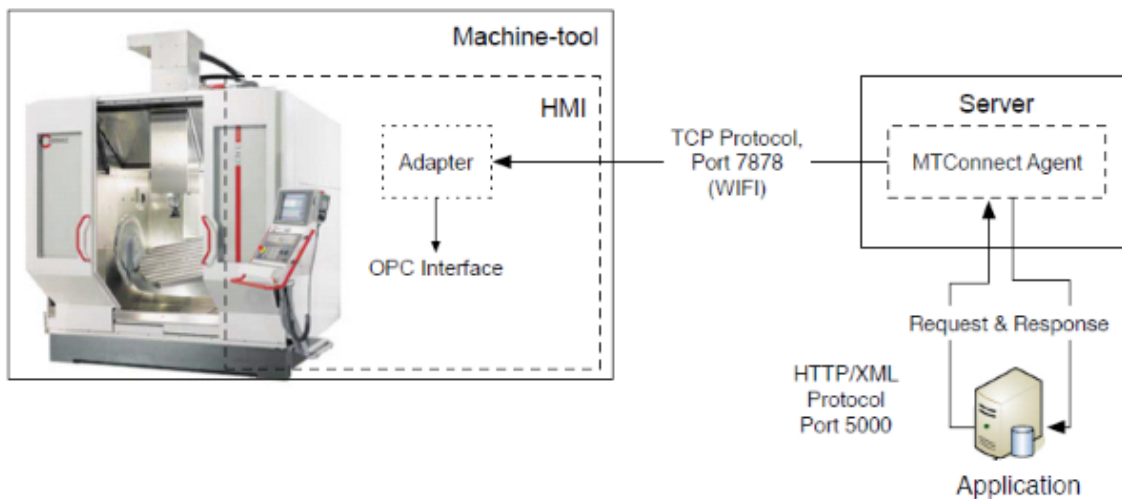 Machine-tool
HMI
Adapter
OPC Interface
TCP Protocol,
Port 7878
(WIFI)
Server
MTConnect Agent
Request & Response
HTTP/XML
Protocol
Port 5000
Application